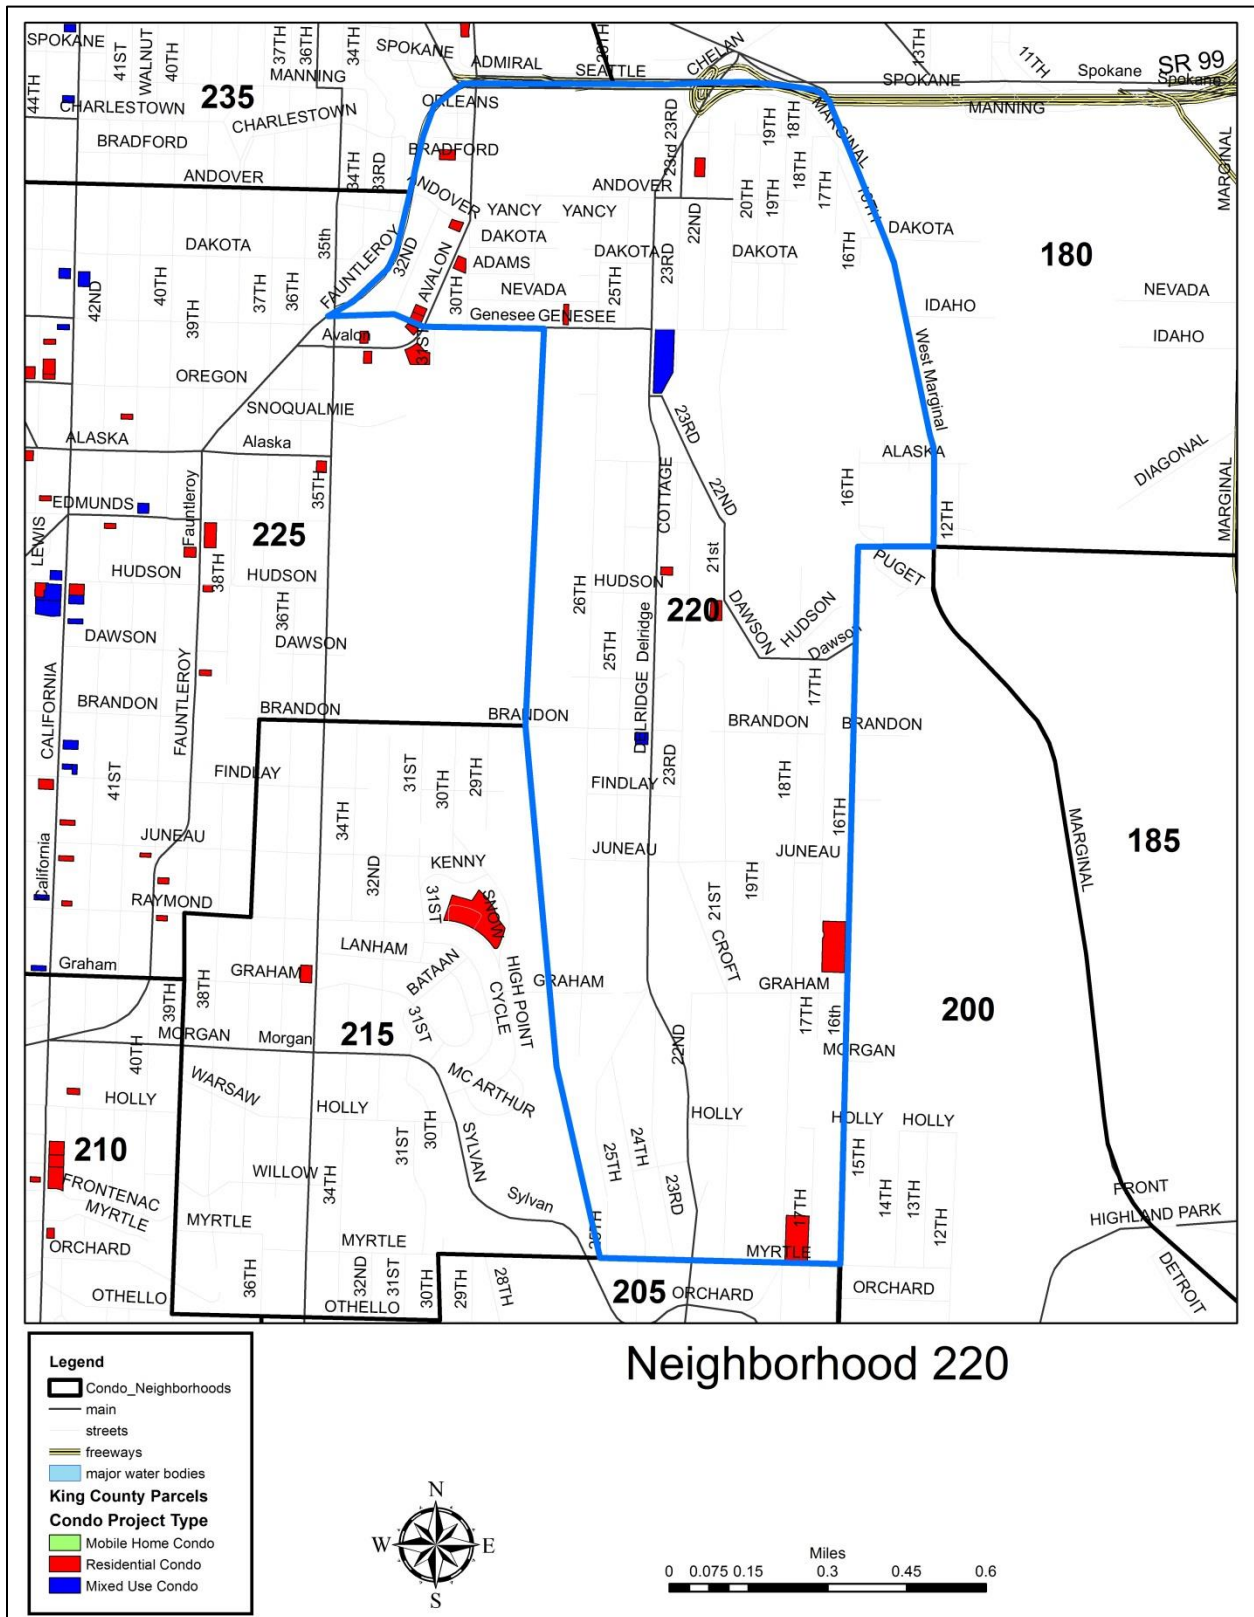 SPOKANE
41ST
WALNUT
40TH
37TH
36TH
34TH
SPOKANE
ADMIRAL
SEATTLE
CHELAN
13TH
11TH
Spokane
SR 99
Spokane
44TH
MANNING
SPOKANE
MANNING
235
CHARLESTOWN
CHARLESTOWN
ORLEANS
23rd 23RD
19TH
18TH
MARGINAL
BRADFORD
BRADFORD
34TH
33RD
ANDOVER
ANDOVER
ANDOVER
18TH
17TH
20TH
19TH
MARGINAL
YANCY
YANCY
22ND
DAKOTA
35th
FAUNTLEROY
32ND
DAKOTA
DAKOTA
23RD
DAKOTA
16TH
DAKOTA
180
42ND
40TH
39TH
37TH
36TH
AVALON
30TH
ADAMS
NEVADA
25TH
NEVADA
IDAHO
IDAHO
Genesee
GENESEE
Avalon
31ST
West Marginal
OREGON
SNOQUALMIE
23RD
ALASKA
Alaska
ALASKA
DIAGONAL
MARGINAL
35TH
COTTAGE
22ND
16TH
12TH
EDMUNDS
Fauntleroy
LEWIS
225
21st
PUGET
HUDSON
38TH
HUDSON
HUDSON
26TH
220
HUDSON
36TH
DAWSON
DAWSON
25TH
Delridge
DAWSON
Dawson
CALIFORNIA
FAUNTLEROY
BRANDON
BRANDON
BRANDON
DELRIDGE
BRANDON
17TH
BRANDON
41ST
FINDLAY
31ST
30TH
29TH
FINDLAY
23RD
18TH
16TH
MARGINAL
185
34TH
JUNEAU
JUNEAU
JUNEAU
California
32ND
KENNY
RAYMOND
31ST
SNOW
21ST
19TH
Graham
GRAHAM
LANHAM
BATAAN
HIGH POINT
CYCLE
GRAHAM
CROFT
GRAHAM
39TH
38TH
31ST
17TH
16th
200
MORGAN
Morgan
215
40TH
22ND
MORGAN
WARSAW
MC ARTHUR
HOLLY
HOLLY
HOLLY
HOLLY
HOLLY
210
31ST
30TH
SYLVAN
25TH
24TH
15TH
WILLOW
34TH
FRONTENAC
MYRTLE
MYRTLE
Sylvan
23RD
17TH
14TH
13TH
12TH
FRONT
HIGHLAND PARK
ORCHARD
MYRTLE
MYRTLE
36TH
32ND
31ST
30TH
29TH
28TH
205
ORCHARD
ORCHARD
DETROIT
OTHELLO
OTHELLO
Neighborhood 220
Legend
Condo_Neighborhoods
main
streets
freeways
major water bodies
King County Parcels
Condo Project Type
Mobile Home Condo
Residential Condo
Mixed Use Condo
N
W
E
S
Miles
0 0.075 0.15 0.3 0.45 0.6